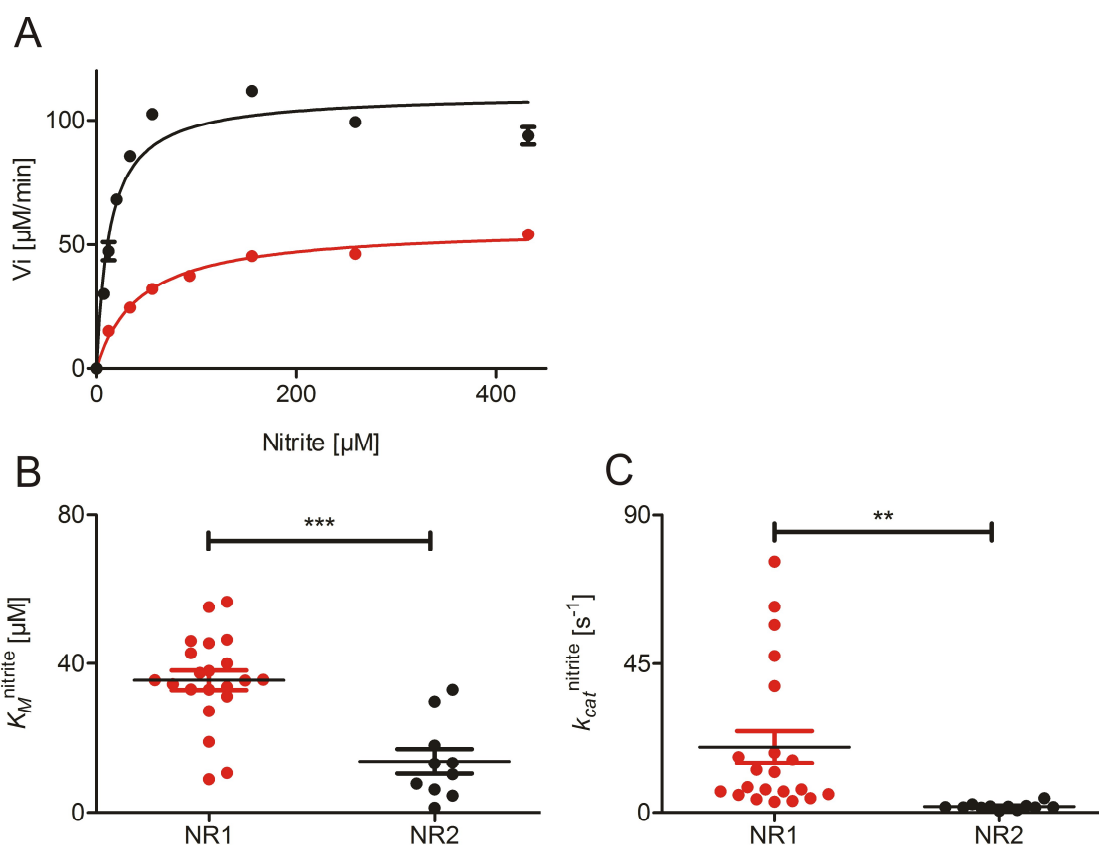 A
Vi [µM/min]
100
50
0
0 200 400
Nitrite [µM]
B
K_M^nitrite [µM]
80
40
0
***
NR1 NR2
C
k_cat^nitrite [s^-1]
90
45
0
**
NR1 NR2